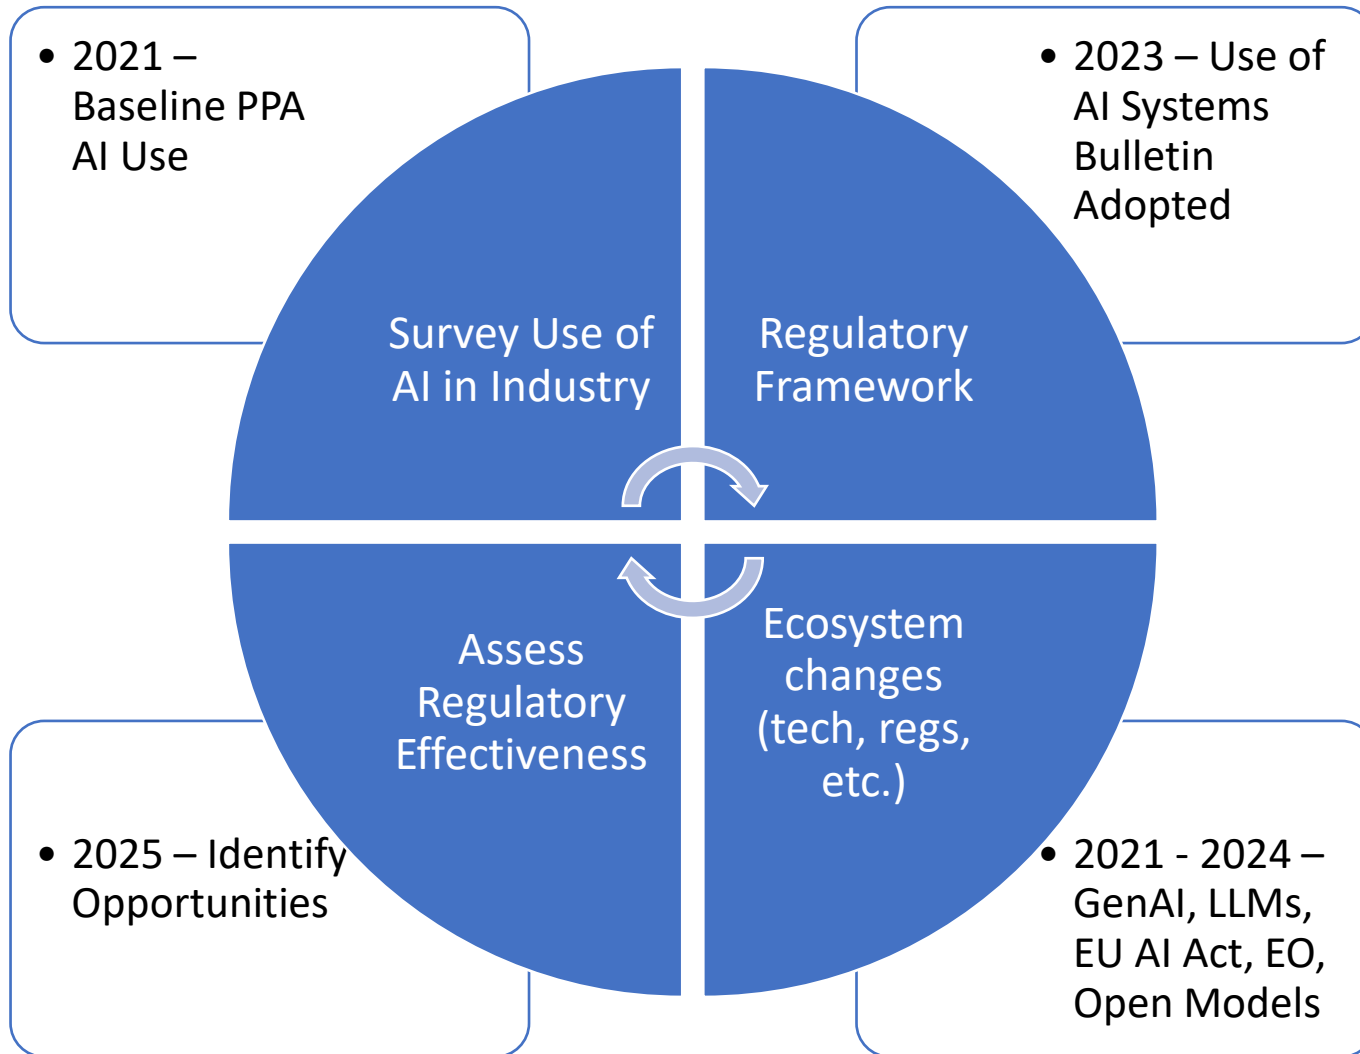 • 2021 –
Baseline PPA
AI Use
• 2023 – Use of
AI Systems
Bulletin
Adopted
Survey Use of
AI in Industry
Regulatory
Framework
Assess
Regulatory
Effectiveness
Ecosystem
changes
(tech, regs,
etc.)
• 2025 – Identify
Opportunities
• 2021 - 2024 –
GenAI, LLMs,
EU AI Act, EO,
Open Models